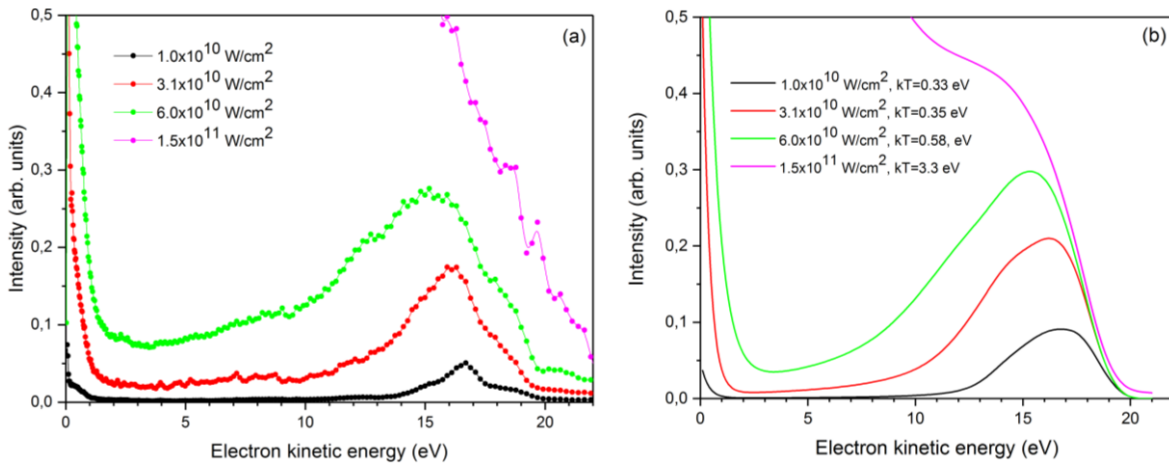 (a)
0,5
0,4
0,3
0,2
0,1
0,0
Intensity (arb. units)
1.0x10^10 W/cm^2
3.1x10^10 W/cm^2
6.0x10^10 W/cm^2
1.5x10^11 W/cm^2
0 5 10 15 20
Electron kinetic energy (eV)
(b)
0,5
0,4
0,3
0,2
0,1
0,0
Intensity (arb. units)
1.0x10^10 W/cm^2, kT=0.33 eV
3.1x10^10 W/cm^2, kT=0.35 eV
6.0x10^10 W/cm^2, kT=0.58, eV
1.5x10^11 W/cm^2, kT=3.3 eV
0 5 10 15 20
Electron kinetic energy (eV)